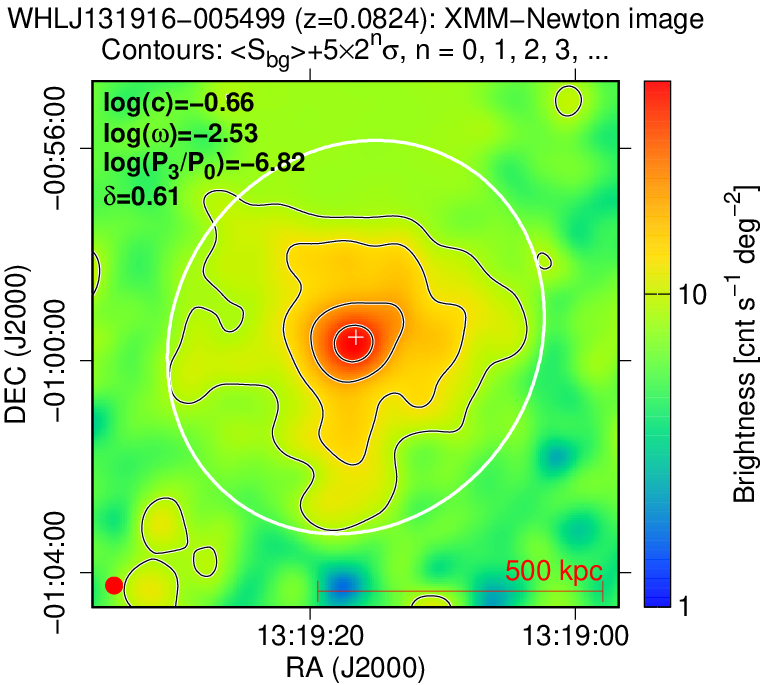 WHLJ131916−005499 (z=0.0824): XMM−Newton image
Contours: <S_bg>+5×2^nσ, n = 0, 1, 2, 3, ...
log(c)=−0.66
log(ω)=−2.53
log(P_3/P_0)=−6.82
δ=0.61
−00:56:00
−01:00:00
−01:04:00
DEC (J2000)
500 kpc
13:19:20
13:19:00
RA (J2000)
10
1
Brightness [cnt s^−1 deg^−2]